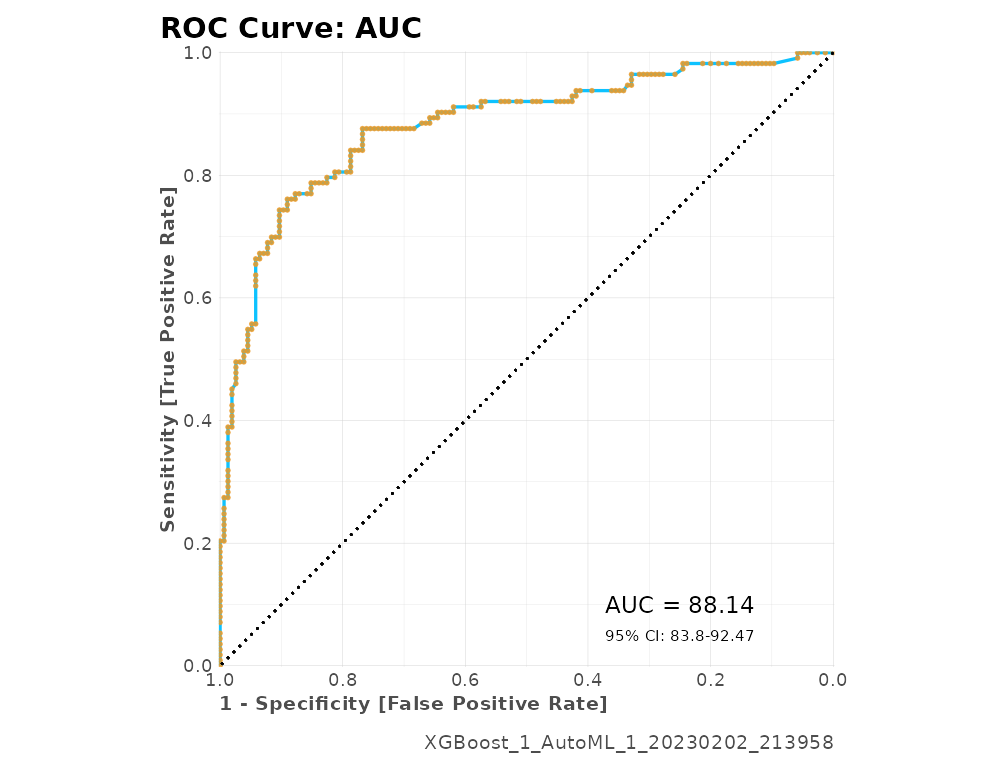 ROC Curve: AUC
Sensitivity [True Positive Rate]
1.0
0.8
0.6
0.4
0.2
0.0
AUC = 88.14
95% CI: 83.8-92.47
1.0 0.8 0.6 0.4 0.2 0.0
1 - Specificity [False Positive Rate]
XGBoost_1_AutoML_1_20230202_213958